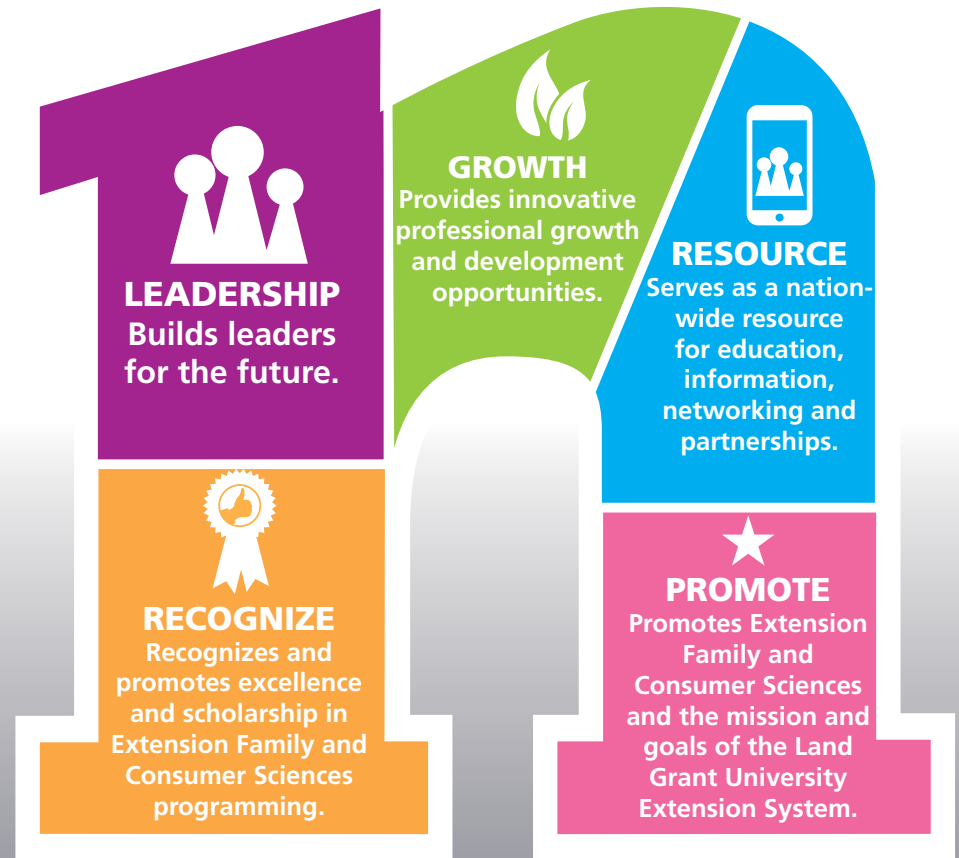 LEADERSHIP
Builds leaders
for the future.
GROWTH
Provides innovative
professional growth
and development
opportunities.
RESOURCE
Serves as a nation-
wide resource
for education,
information,
networking and
partnerships.
RECOGNIZE
Recognizes and
promotes excellence
and scholarship in
Extension Family and
Consumer Sciences
programming.
PROMOTE
Promotes Extension
Family and
Consumer Sciences
and the mission and
goals of the Land
Grant University
Extension System.